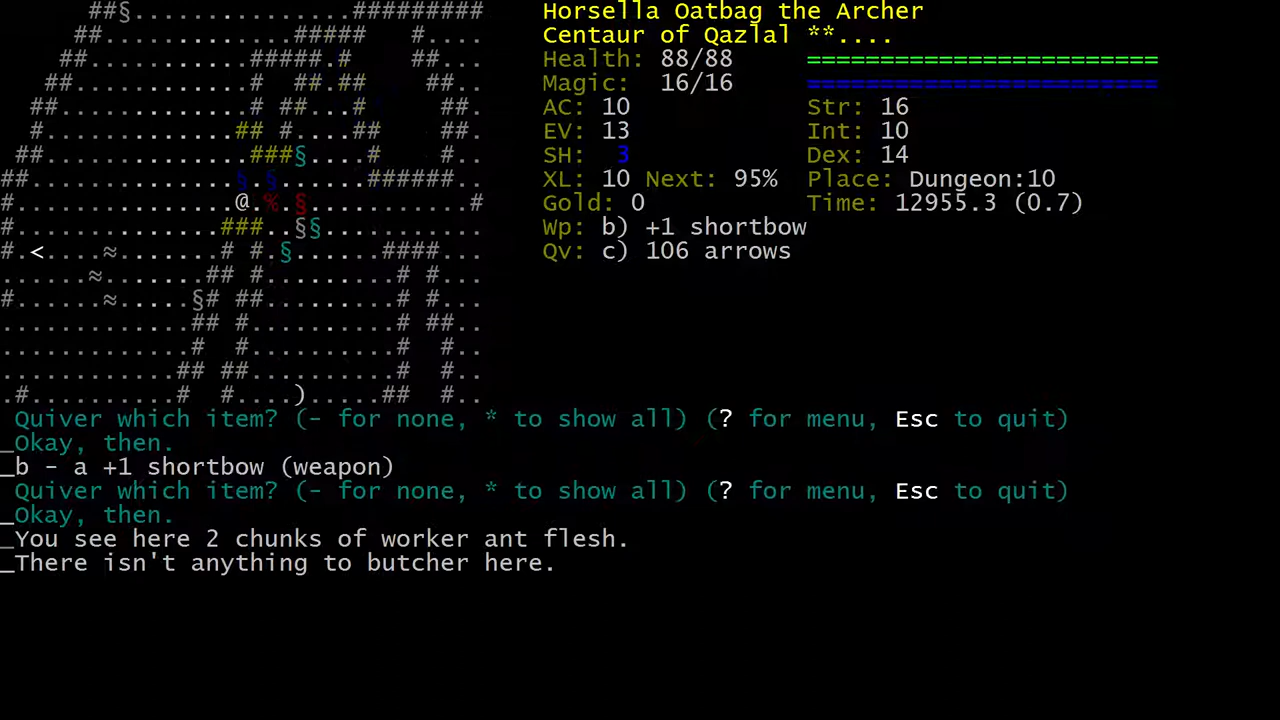 ##§...............#########  Horsella Oatbag the Archer
##.............#####   #....  Centaur of Qazlal **....
##...........#####.#    ##...  Health: 88/88  ========================
##............#  ##.##      ##..  Magic:  16/16  ========================
##.............# ##...#     ##.  AC: 10  Str: 16
#.............## #....##    ##.  EV: 13  Int: 10
##..............###§....#    #..  SH:  3  Dex: 14
##..............§.§......######..  XL: 10 Next: 95%  Place: Dungeon:10
#...............@.%.§...........#  Gold: 0  Time: 12955.3 (0.7)
#..............###..§§...........  Wp: b) +1 shortbow
#.<....≈.......# #.§......####..  Qv: c) 106 arrows
......≈.......## #.........# #...
#......≈.....§# ##.........# #...
.............## #..........# ##..
.............#  #..........#  #..
............## ##..........#  #..
.#..........#  #....).....##  ##.
Quiver which item? (- for none, * to show all) (? for menu, Esc to quit)
_Okay, then.
_b - a +1 shortbow (weapon)
Quiver which item? (- for none, * to show all) (? for menu, Esc to quit)
_Okay, then.
_You see here 2 chunks of worker ant flesh.
_There isn't anything to butcher here.